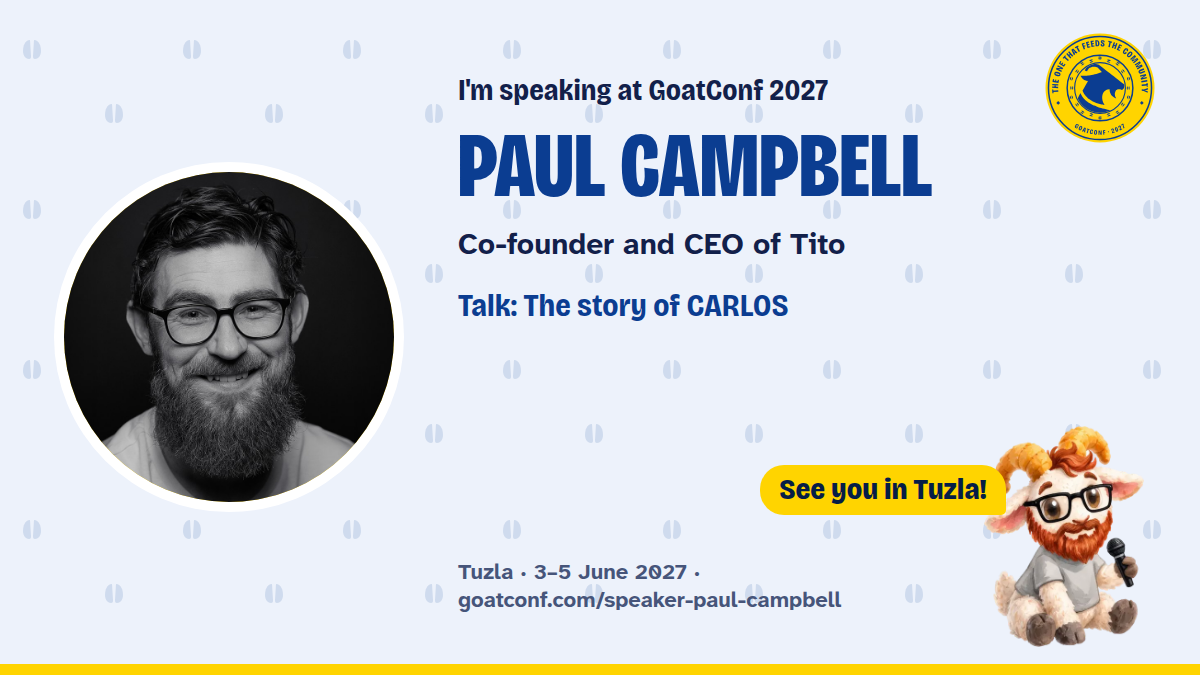 I'm speaking at GoatConf 2027
PAUL CAMPBELL
Co-founder and CEO of Tito
Talk: The story of CARLOS
See you in Tuzla!
Tuzla · 3–5 June 2027 ·
goatconf.com/speaker-paul-campbell
THE ONE THAT FEEDS THE COMMUNITY
GOATCONF · 2027